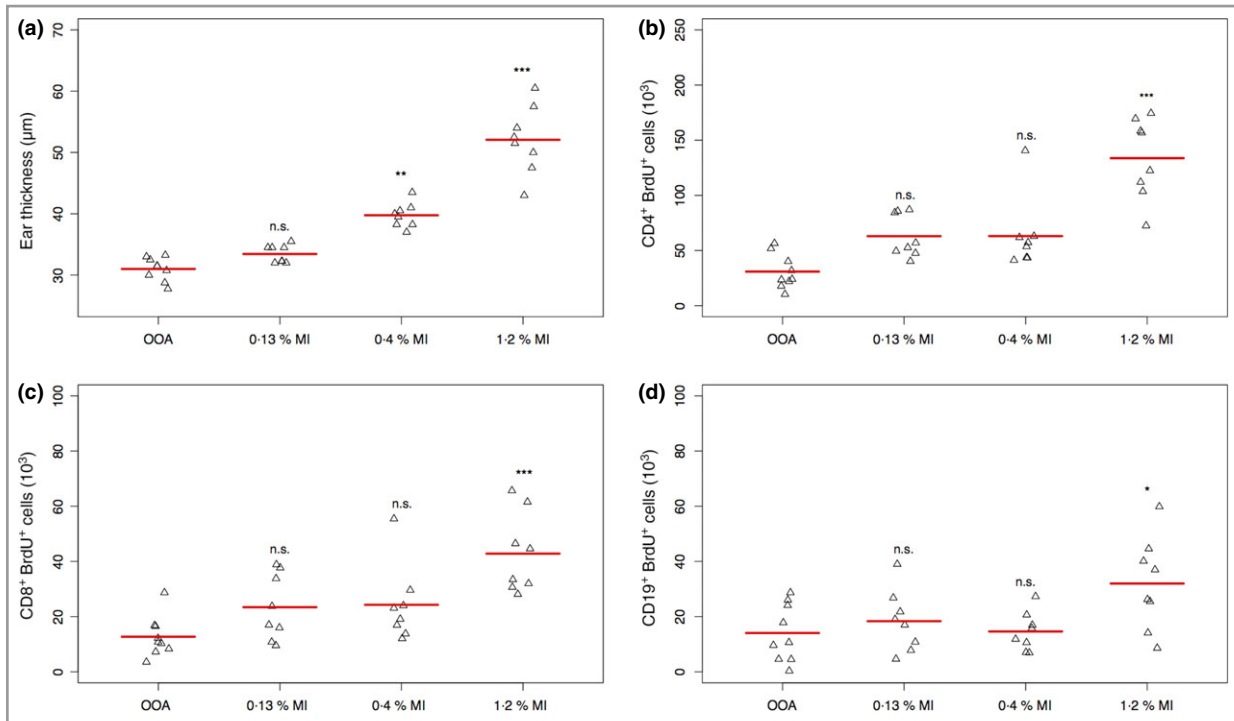 (a)
Ear thickness (µm)
70
60
50
40
30
n.s.
**
***
OOA 0·13 % MI 0·4 % MI 1·2 % MI
(b)
CD4⁺ BrdU⁺ cells (10³)
250
200
150
100
50
0
n.s.
n.s.
***
OOA 0·13 % MI 0·4 % MI 1·2 % MI
(c)
CD8⁺ BrdU⁺ cells (10³)
100
80
60
40
20
0
n.s.
n.s.
***
OOA 0·13 % MI 0·4 % MI 1·2 % MI
(d)
CD19⁺ BrdU⁺ cells (10³)
100
80
60
40
20
0
n.s.
n.s.
*
OOA 0·13 % MI 0·4 % MI 1·2 % MI